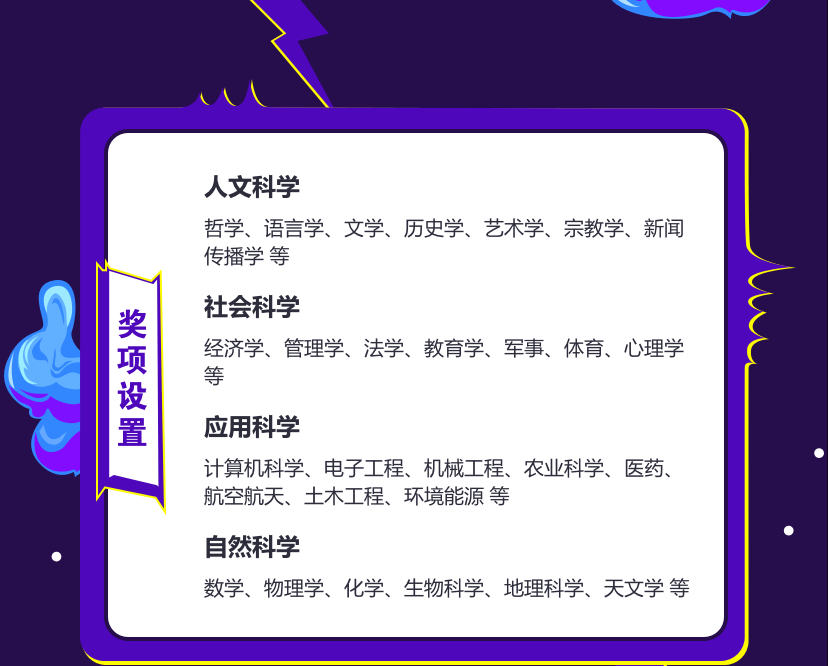 人文科学
哲学、语言学、文学、历史学、艺术学、宗教学、新闻
传播学 等
社会科学
经济学、管理学、法学、教育学、军事、体育、心理学
等
奖项设置
应用科学
计算机科学、电子工程、机械工程、农业科学、医药、
航空航天、土木工程、环境能源 等
自然科学
数学、物理学、化学、生物科学、地理科学、天文学 等